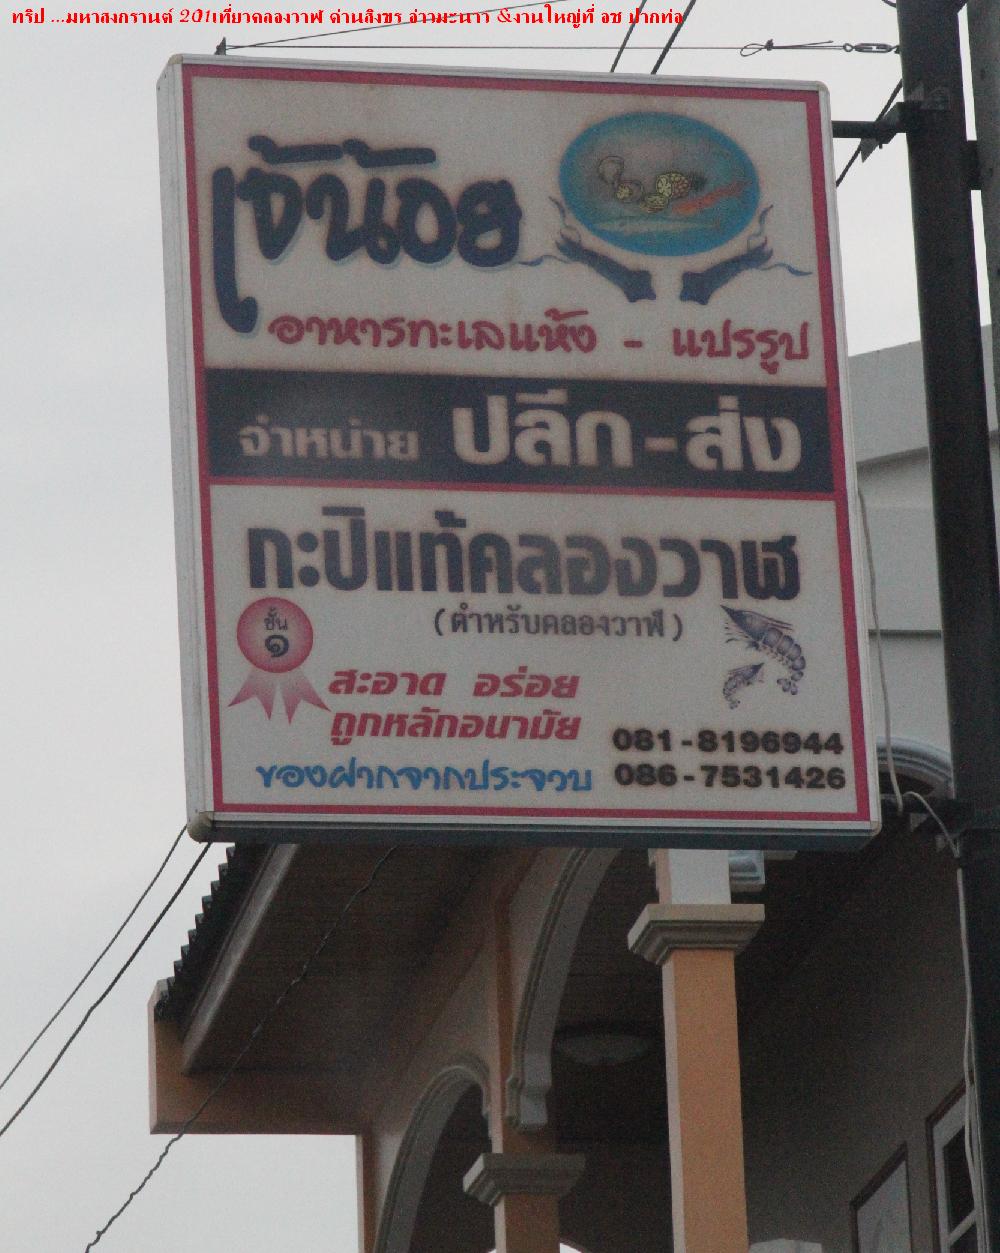 ทริป ...มหาสงกรานต์ 201เที่ยวคลองวาฬ ด่านสิงขร อ่าวมะนาว &งานใหญ่ที่ อช ปากท่อ
เจ้น้อย
อาหารทะเลแห้ง - แปรรูป
จำหน่าย ปลีก-ส่ง
กะปิแท้คลองวาฬ
(ตำหรับคลองวาฬ)
ชั้น
๑
สะอาด อร่อย
ถูกหลักอนามัย
ของฝากจากประจวบ
081-8196944
086-7531426